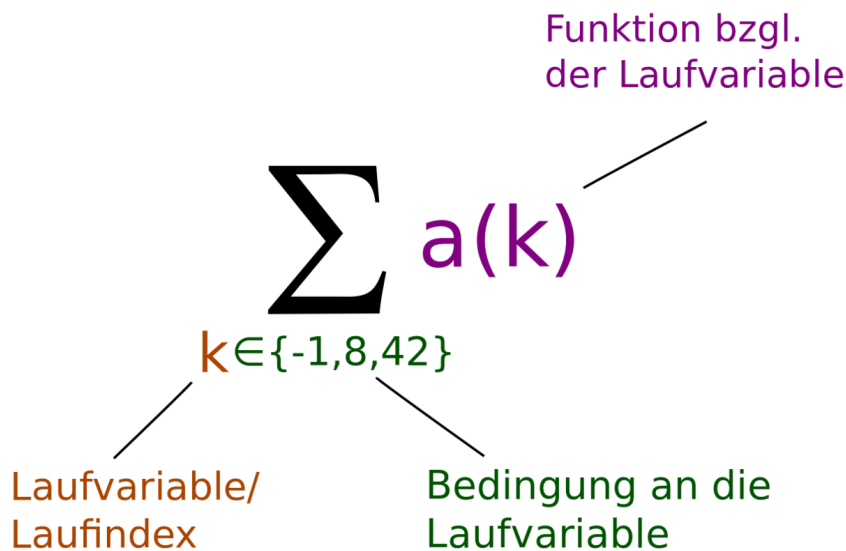 Funktion bzgl.
der Laufvariable
∑ a(k)
k∈{-1,8,42}
Laufvariable/
Laufindex
Bedingung an die
Laufvariable